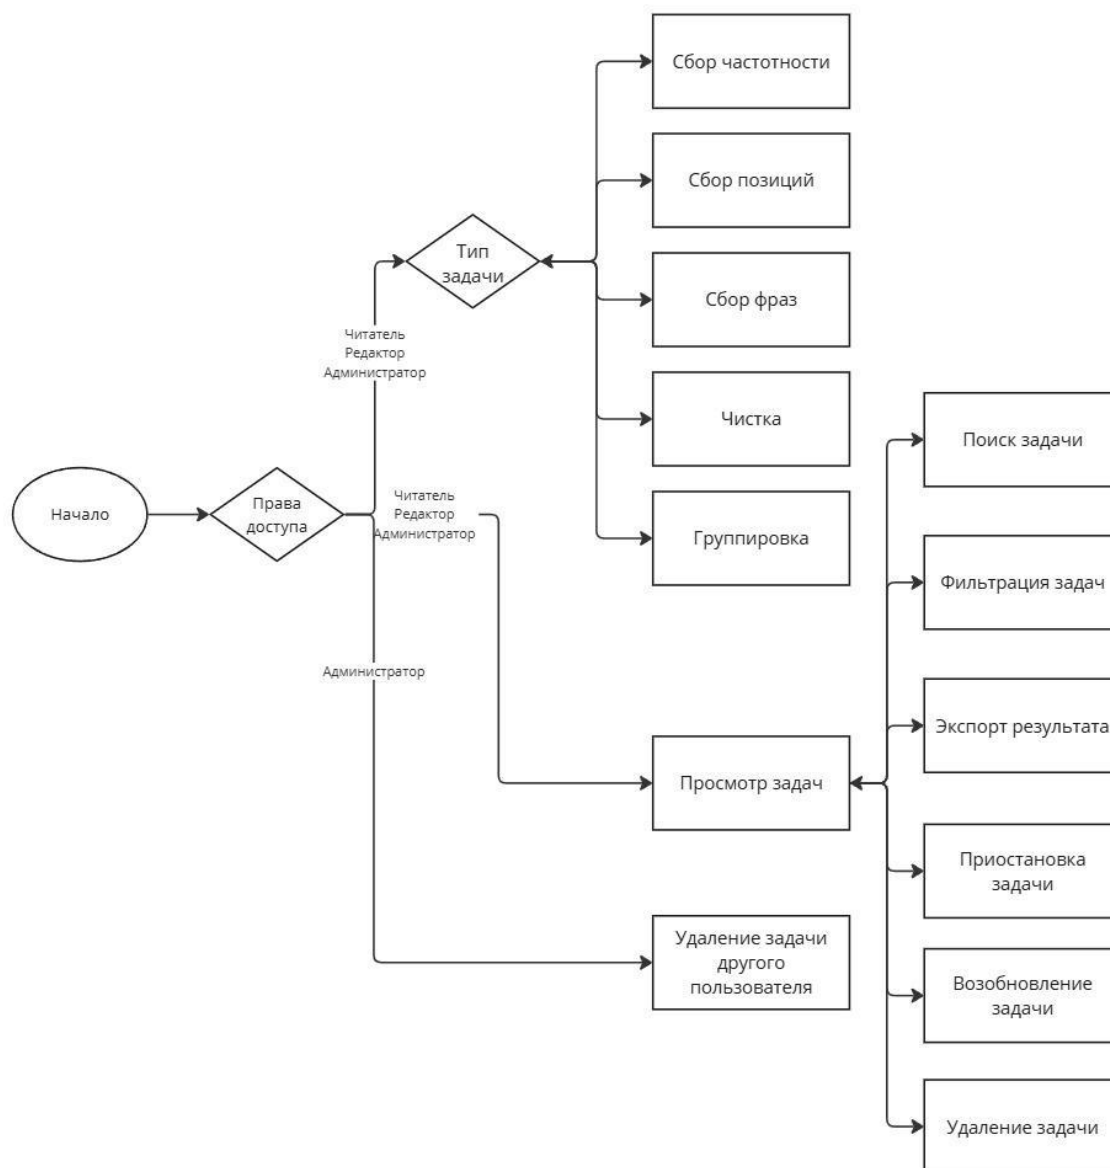 Сбор частотности
Сбор позиций
Тип
задачи
Сбор фраз
Читатель
Редактор
Администратор
Чистка
Поиск задачи
Начало
Права
доступа
Читатель
Редактор
Администратор
Группировка
Фильтрация задач
Администратор
Экспорт результата
Просмотр задач
Приостановка
задачи
Удаление задачи
другого
пользователя
Возобновление
задачи
Удаление задачи